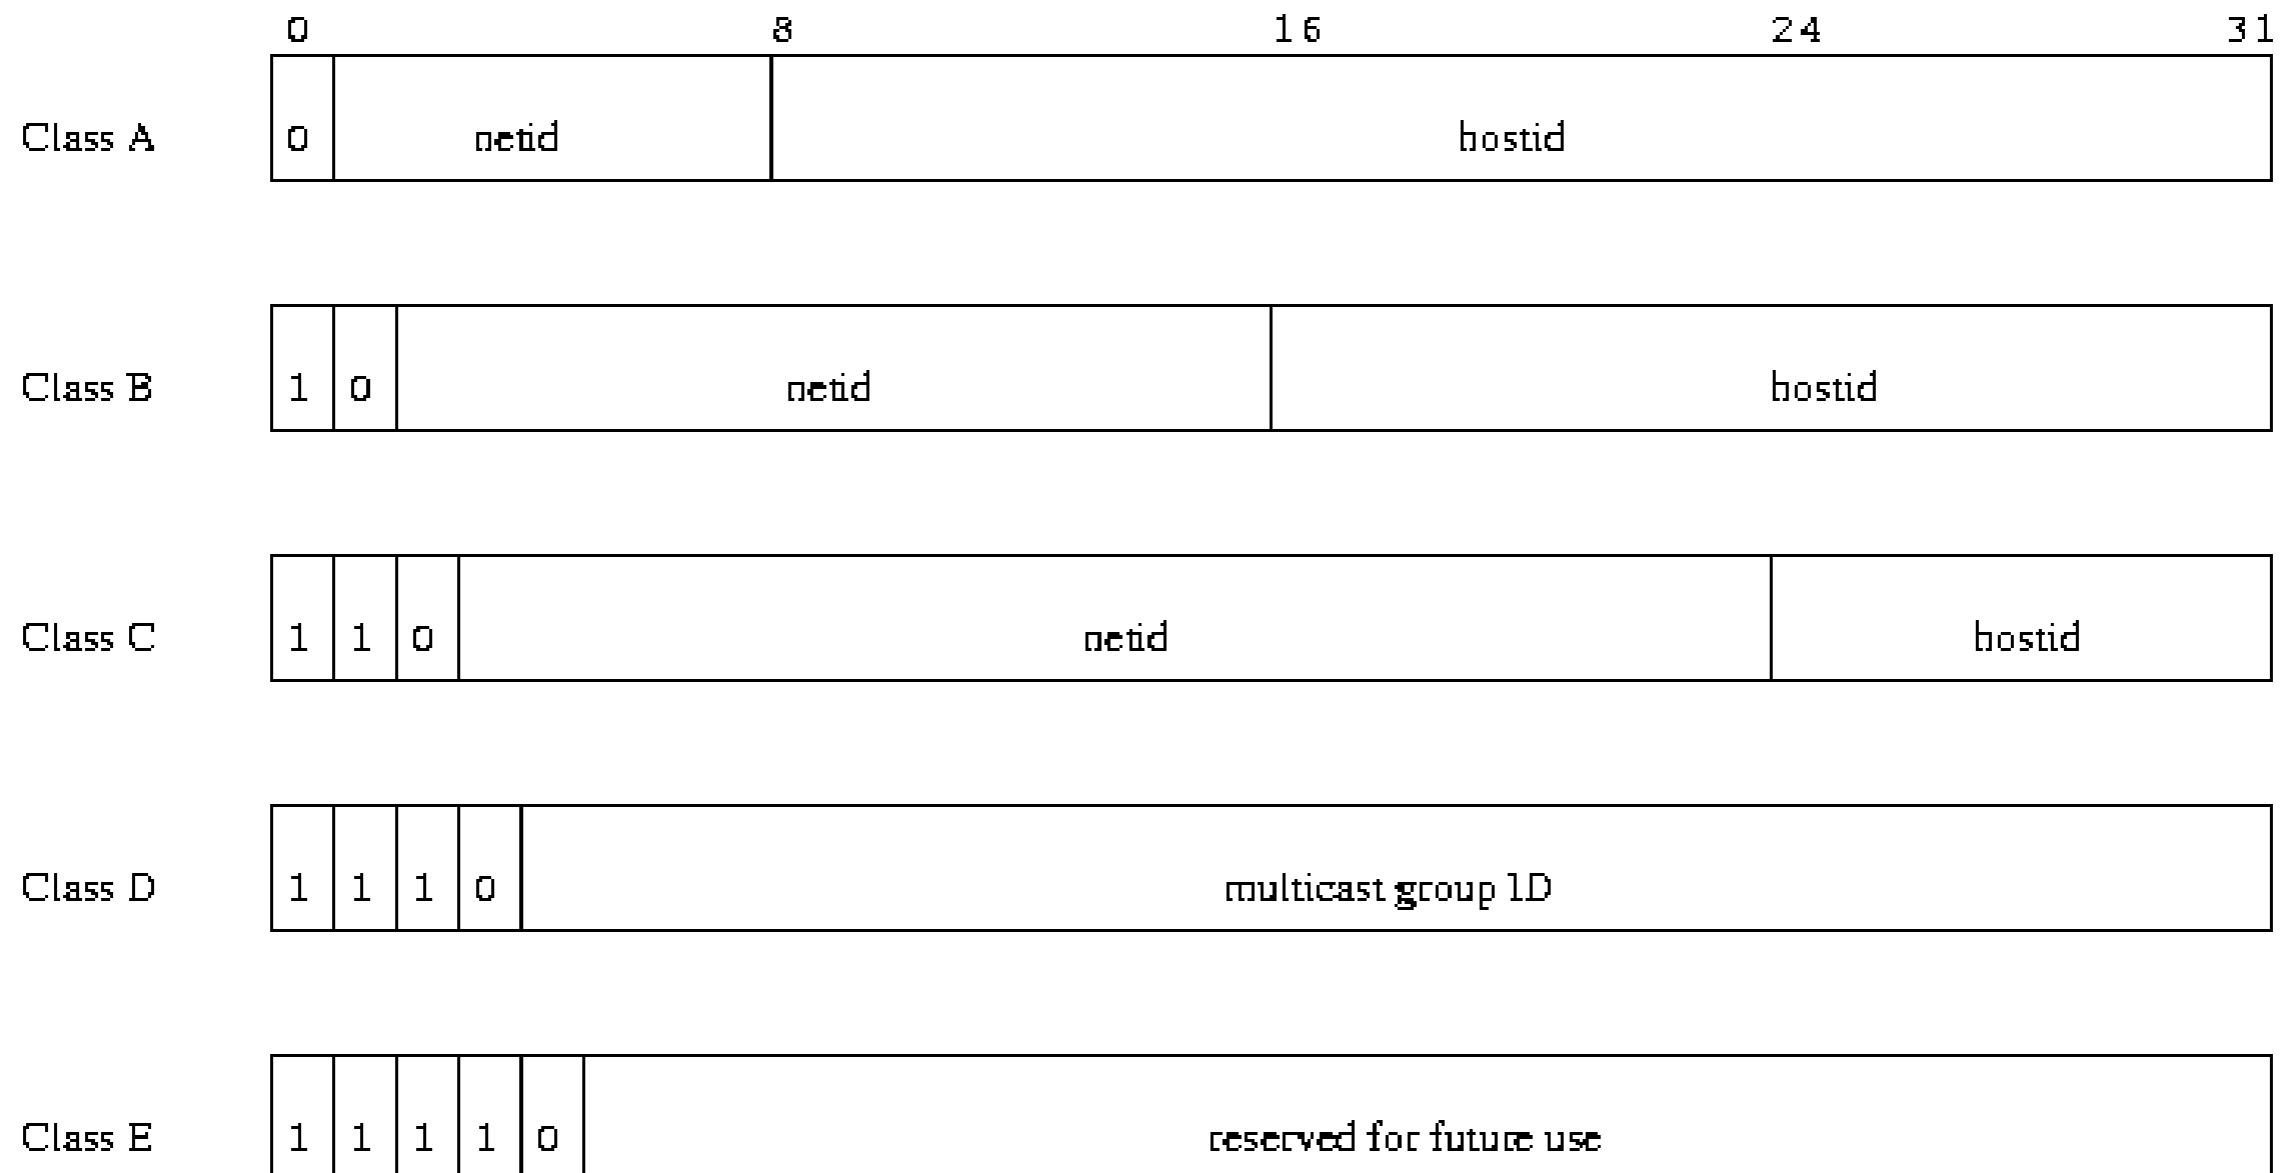 0 8 16 24 31
Class A 0 netid hostid
Class B 1 0 netid hostid
Class C 1 1 0 netid hostid
Class D 1 1 1 0 multicast group ID
Class E 1 1 1 1 0 reserved for future use